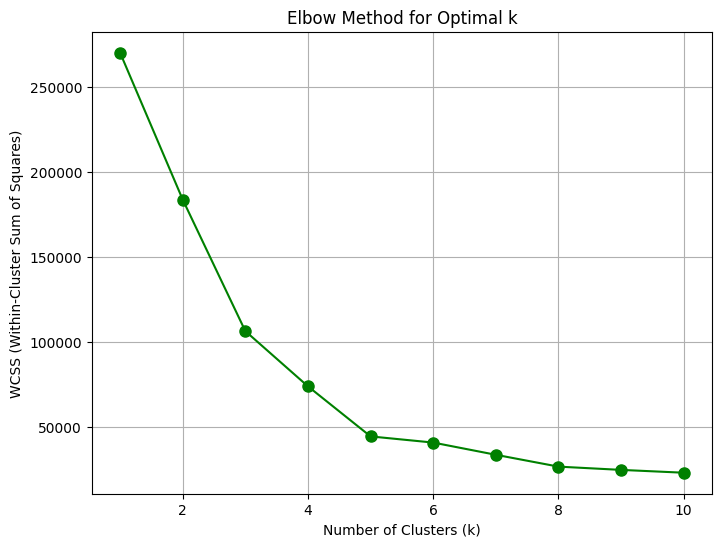 Elbow Method for Optimal k
WCSS (Within-Cluster Sum of Squares)
250000
200000
150000
100000
50000
2 4 6 8 10
Number of Clusters (k)